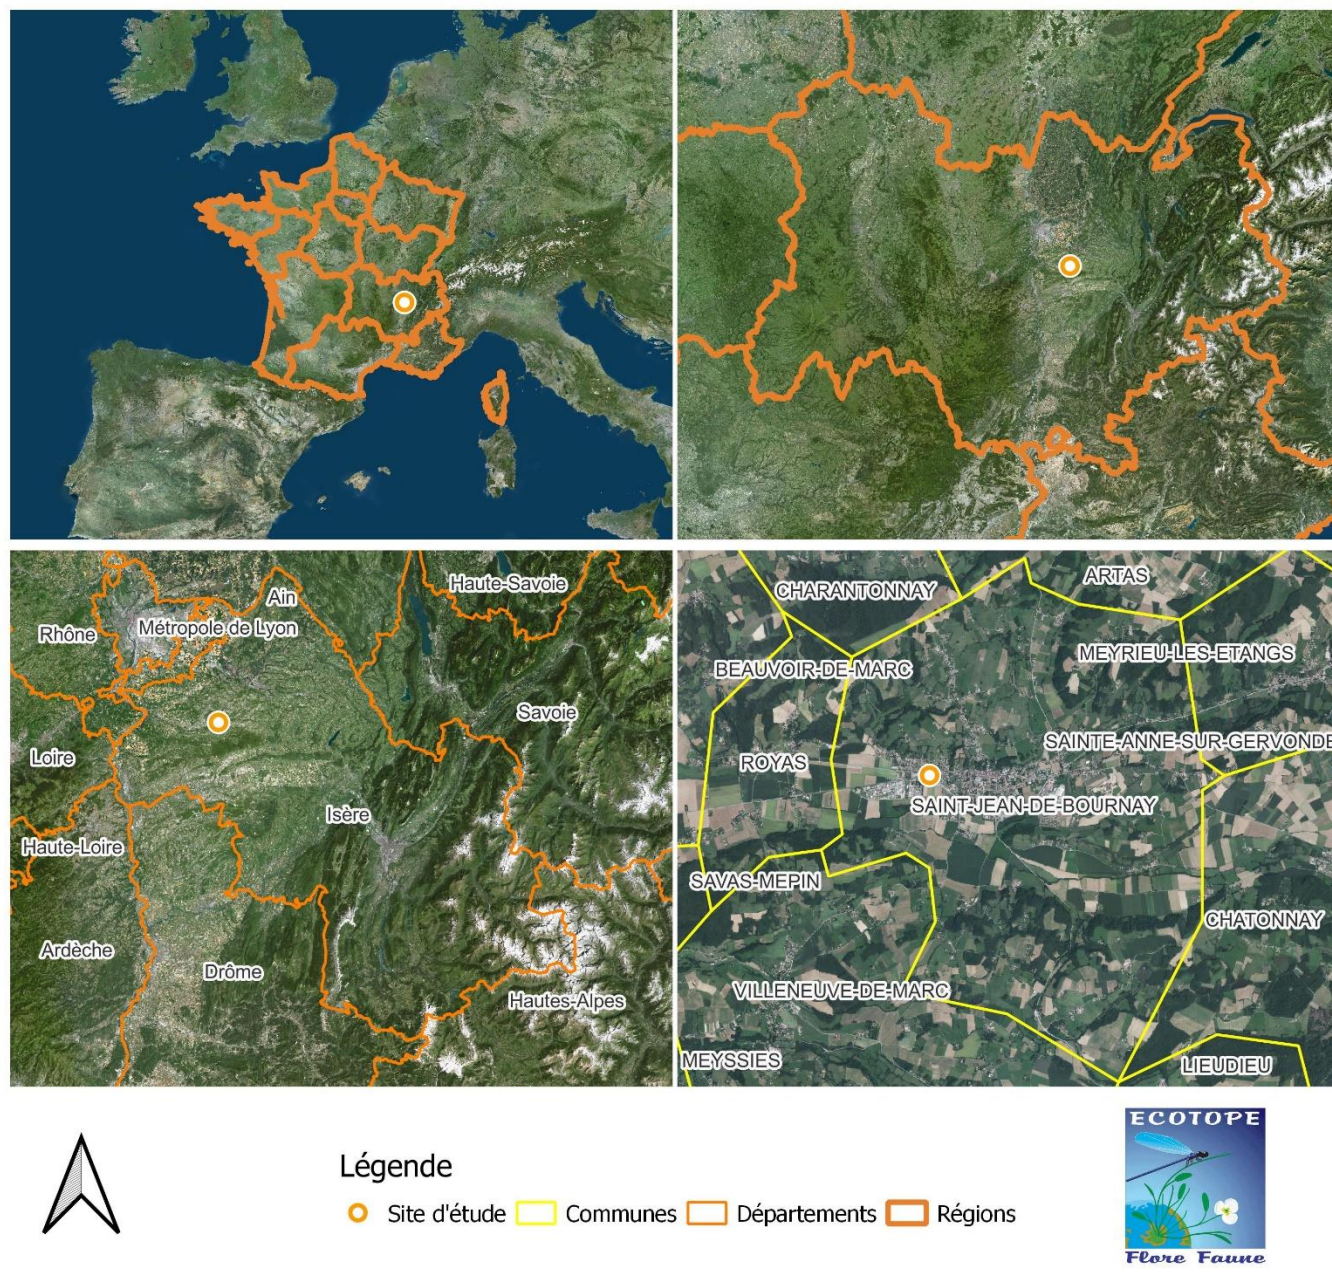 Haute-Savoie
Ain
Rhône
Métropole de Lyon
Savoie
Loire
Isère
Haute-Loire
Ardèche
Drôme
Hautes-Alpes
ARTAS
CHARANTONNAY
MEYRIEU-LES-ETANGS
BEAUVOIR-DE-MARC
SAINTE-ANNE-SUR-GERVONDE
ROYAS
SAINT-JEAN-DE-BOURNAY
SAVAS-MEPIN
CHATONNAY
VILLENEUVE-DE-MARC
MEYSSIES
LIEUDIEU
Légende
Site d'étude
Communes
Départements
Régions
ECOTOPE
Flore Faune